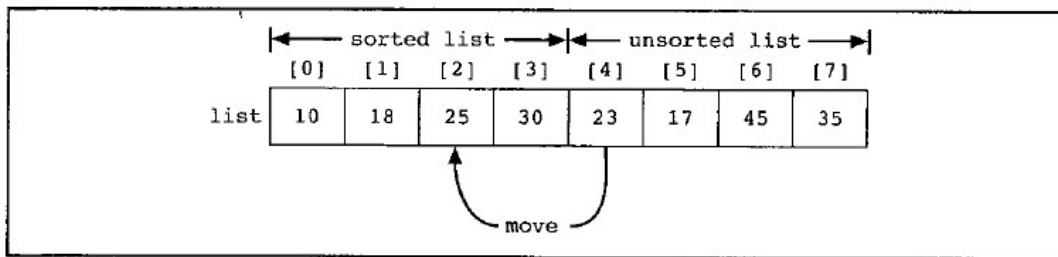 sorted list unsorted list
[0] [1] [2] [3] [4] [5] [6] [7]
list 10 18 25 30 23 17 45 35
move